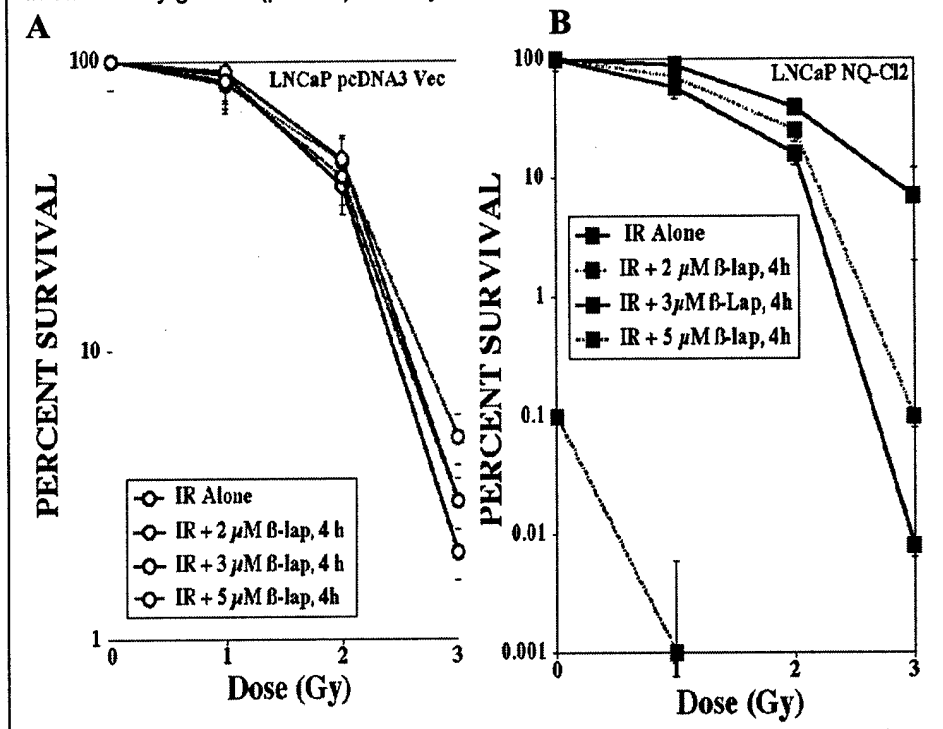 A
B
100
LNCaP pcDNA3 Vec
10
1
0
1
2
3
PERCENT SURVIVAL
Dose (Gy)
IR Alone
IR + 2 µM ß-lap, 4 h
IR + 3 µM ß-lap, 4 h
IR + 5 µM ß-lap, 4h
100
LNCaP NQ-Cl2
10
1
0.1
0.01
0.001
0
1
2
3
PERCENT SURVIVAL
Dose (Gy)
IR Alone
IR + 2 µM ß-lap, 4h
IR + 3µM ß-Lap, 4h
IR + 5 µM ß-lap, 4h